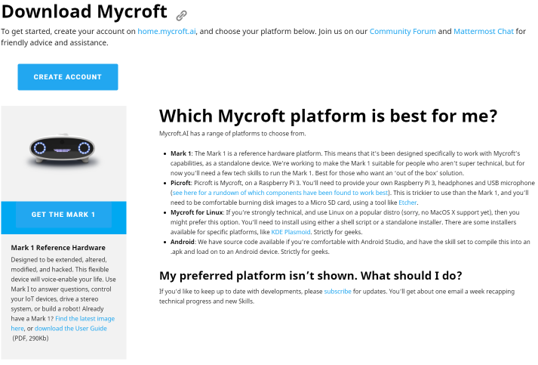 Download Mycroft
To get started, create your account on home.mycroft.ai, and choose your platform below. Join us on our Community Forum and Mattermost Chat for
friendly advice and assistance.
CREATE ACCOUNT
GET THE MARK 1
Mark 1 Reference Hardware
Designed to be extended, altered,
modified, and hacked. This flexible
device will voice-enable your life. Use
Mark I to answer questions, control
your IoT devices, drive a stereo
system, or build a robot! Already
have a Mark 1? Find the latest image
here, or download the User Guide
(PDF, 290Kb)
Which Mycroft platform is best for me?
Mycroft.AI has a range of platforms to choose from.
• Mark 1: The Mark 1 is a reference hardware platform. This means that it's been designed specifically to work with Mycroft's
capabilities, as a standalone device. We're working to make the Mark 1 suitable for people who aren't super technical, but for
now you'll need a few tech skills to run the Mark 1. Best for those who want an 'out of the box' solution.
• Picroft: Picroft is Mycroft, on a Raspberry Pi 3. You'll need to provide your own Raspberry Pi 3, headphones and USB microphone
(see here for a rundown of which components have been found to work best). This is trickier to use than the Mark 1, and you'll
need to be comfortable burning disk images to a Micro SD card, using a tool like Etcher.
• Mycroft for Linux: If you're strongly technical, and use Linux on a popular distro (sorry, no MacOS X support yet), then you
might prefer this option. You'll need to install using either a shell script or a standalone installer. There are some installers
available for specific platforms, like KDE Plasmoid. Strictly for geeks.
• Android: We have source code available if you're comfortable with Android Studio, and have the skill set to compile this into an
.apk and load on to an Android device. Strictly for geeks.
My preferred platform isn't shown. What should I do?
If you'd like to keep up to date with developments, please subscribe for updates. You'll get about one email a week recapping
technical progress and new Skills.